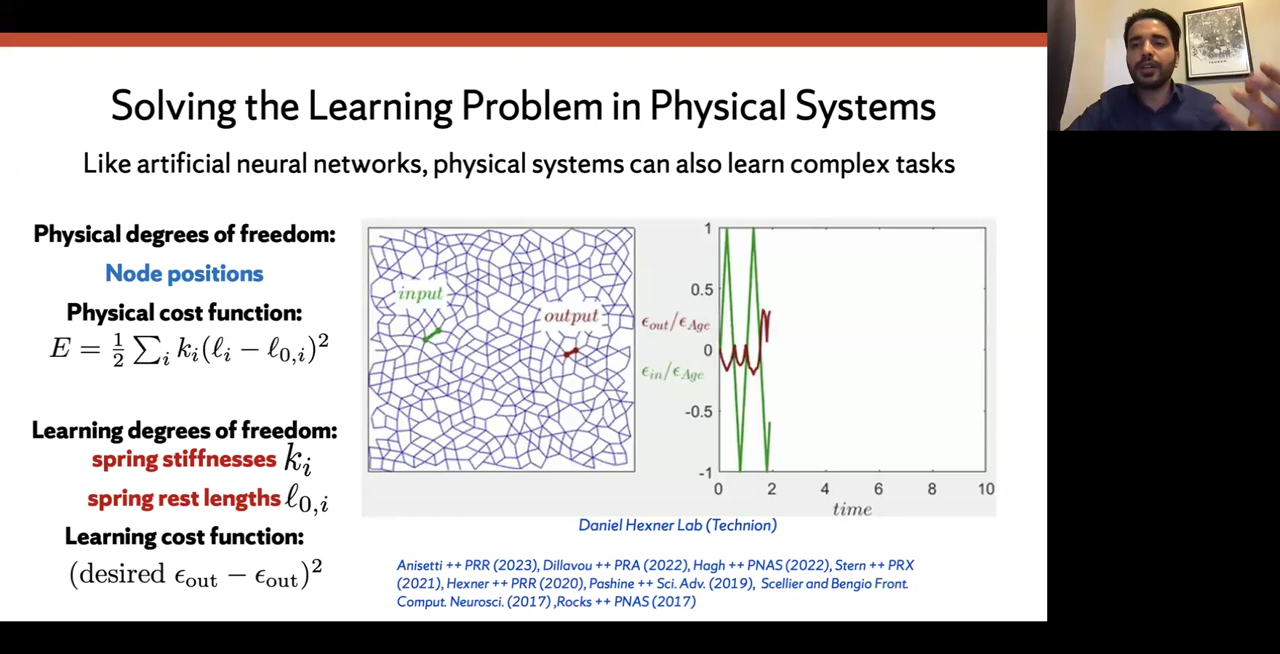 Solving the Learning Problem in Physical Systems
Like artificial neural networks, physical systems can also learn complex tasks
Physical degrees of freedom:
Node positions
Physical cost function:
E = ½ ∑ᵢ kᵢ(ℓᵢ − ℓ₀,ᵢ)²
Learning degrees of freedom:
spring stiffnesses kᵢ
spring rest lengths ℓ₀,ᵢ
Learning cost function:
(desired ϵout − ϵout)²
input
output
ϵout/ϵAge
ϵin/ϵAge
1
0.5
0
-0.5
-1
0 2 4 6 8 10
time
Daniel Hexner Lab (Technion)
Anisetti ++ PRR (2023), Dillavou ++ PRA (2022), Hagh ++ PNAS (2022), Stern ++ PRX
(2021), Hexner ++ PRR (2020), Pashine ++ Sci. Adv. (2019), Scellier and Bengio Front.
Comput. Neurosci. (2017) ,Rocks ++ PNAS (2017)